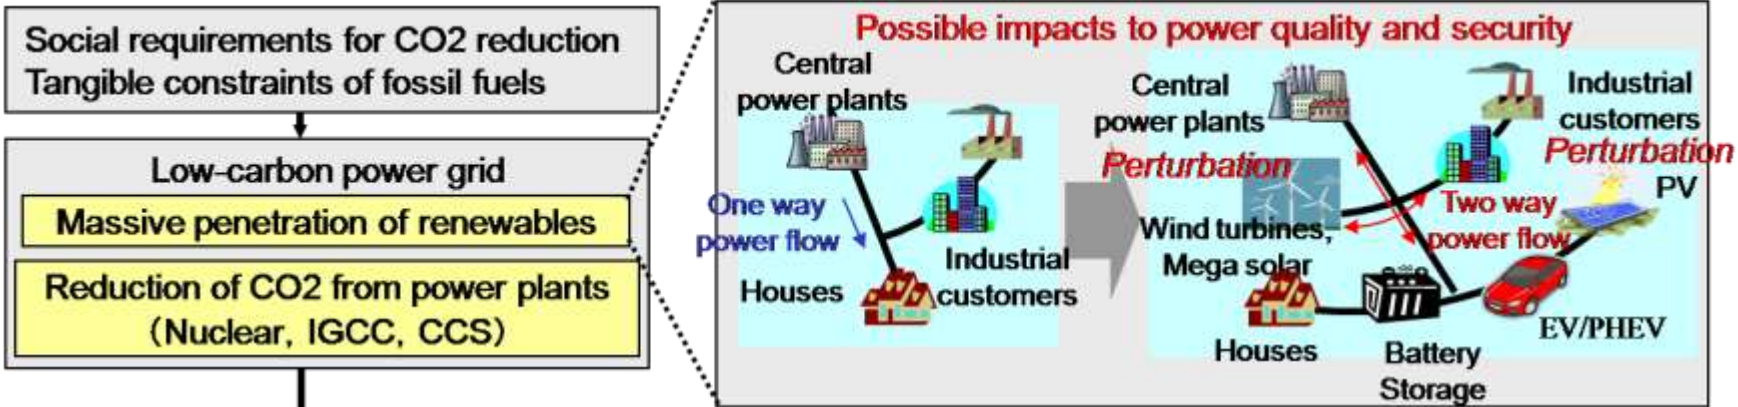 Social requirements for CO2 reduction
Tangible constraints of fossil fuels
Low-carbon power grid
Massive penetration of renewables
Reduction of CO2 from power plants
(Nuclear, IGCC, CCS)
Possible impacts to power quality and security
Central
power plants
One way
power flow
Houses
Industrial
customers
Central
power plants
Industrial
customers
Perturbation
Perturbation
PV
Wind turbines,
Mega solar
Two way
power flow
Houses
Battery
Storage
EV/PHEV